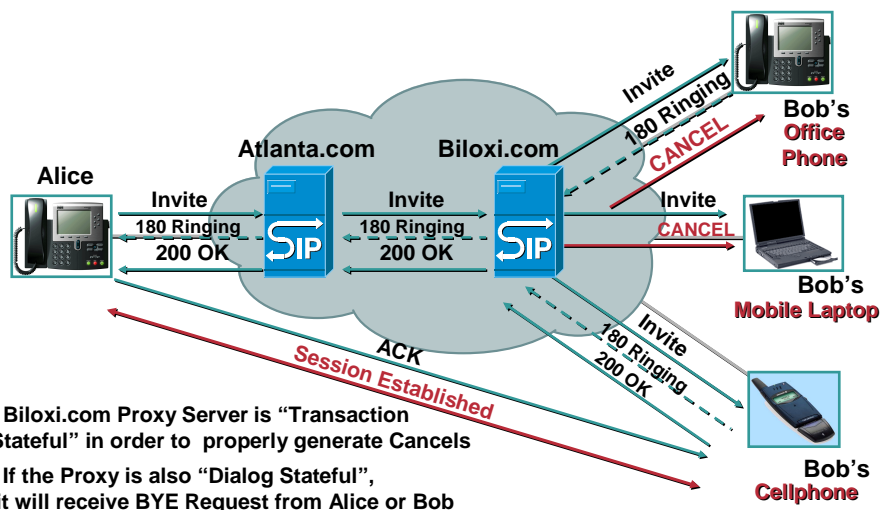 Invite
180 Ringing
CANCEL
Bob's
Office
Phone
Atlanta.com
Biloxi.com
Alice
Invite
180 Ringing
200 OK
SIP
Invite
180 Ringing
200 OK
SIP
Invite
CANCEL
Bob's
Mobile Laptop
Invite
180 Ringing
200 OK
ACK
Session Established
Bob's
Cellphone
Biloxi.com Proxy Server is “Transaction
Stateful” in order to properly generate Cancels
If the Proxy is also “Dialog Stateful”,
it will receive BYE Request from Alice or Bob